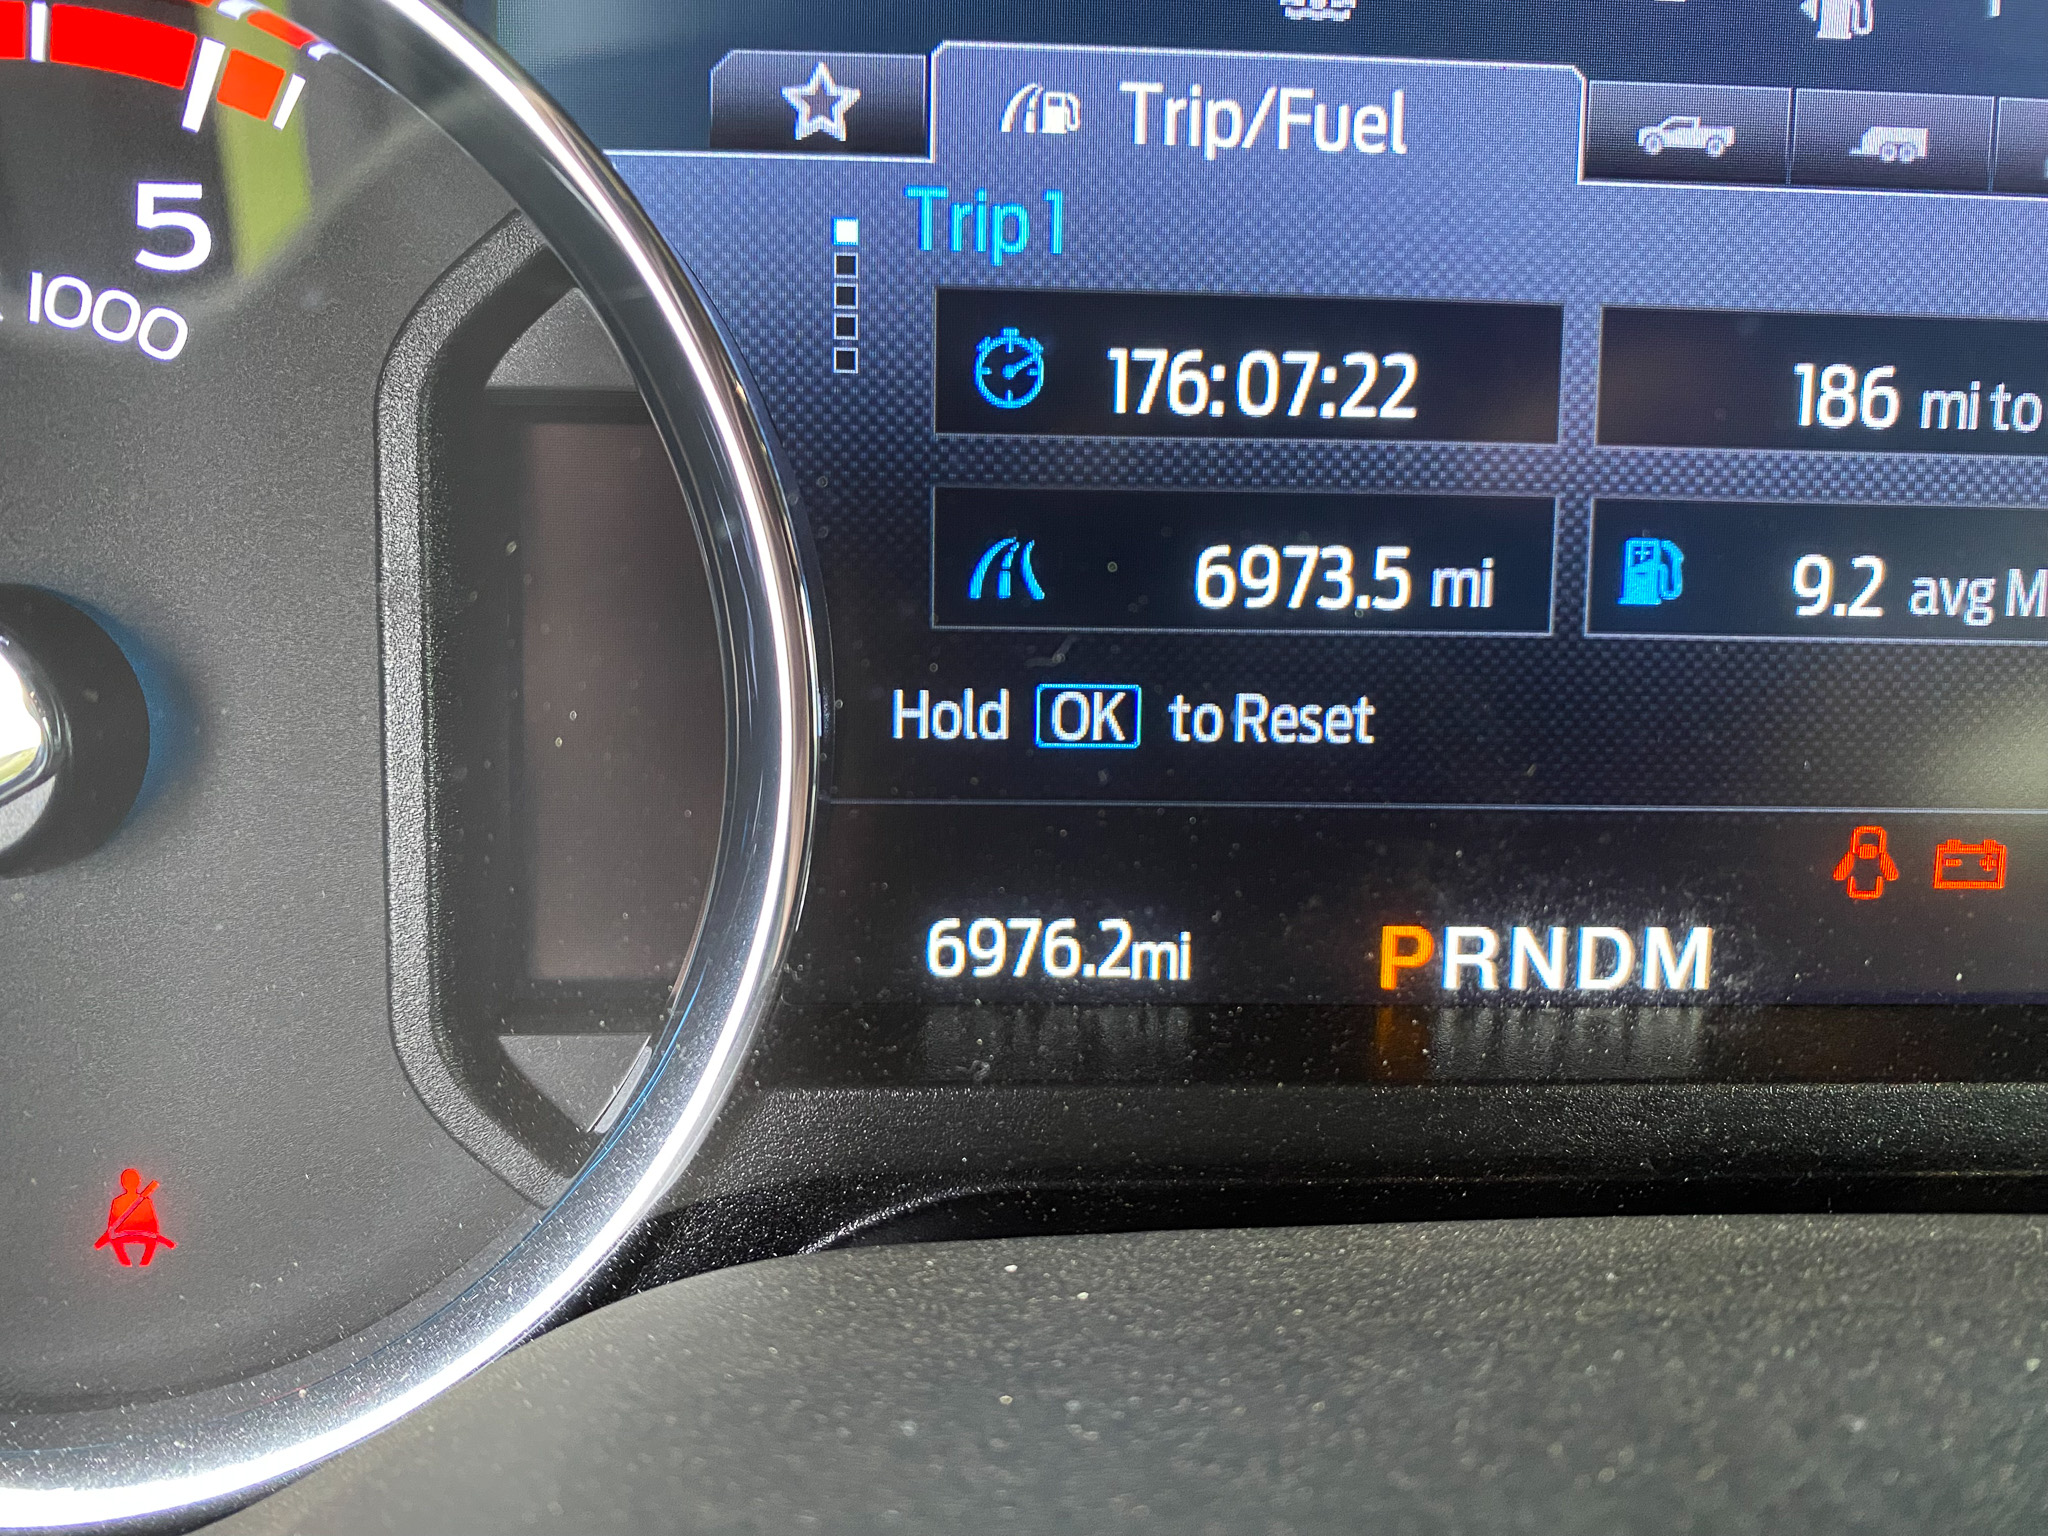 Trip/Fuel
5
1000
Trip 1
176:07:22
186 mi to
6973.5 mi
9.2 avg M
Hold OK to Reset
6976.2mi
PRNDM